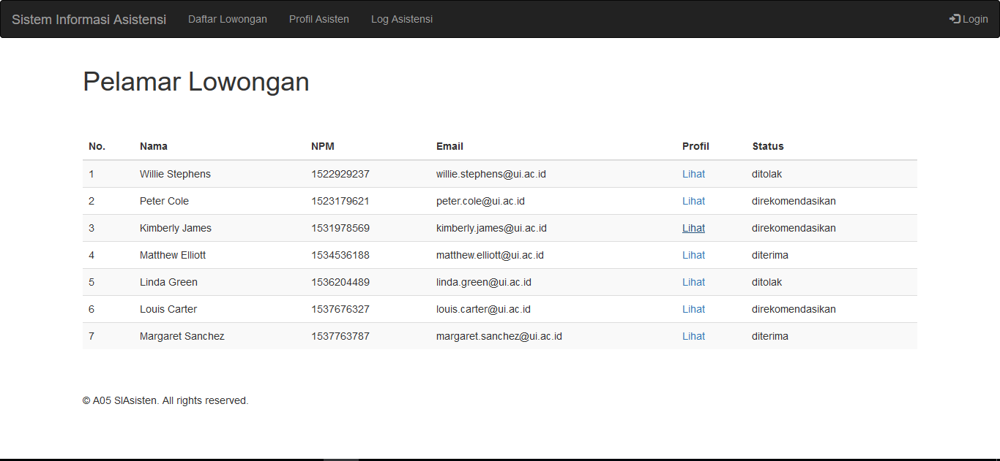 Sistem Informasi Asistensi Daftar Lowongan Profil Asisten Log Asistensi Login
Pelamar Lowongan
No. Nama NPM Email Profil Status
1 Willie Stephens 1522929237 willie.stephens@ui.ac.id Lihat ditolak
2 Peter Cole 1523179621 peter.cole@ui.ac.id Lihat direkomendasikan
3 Kimberly James 1531978569 kimberly.james@ui.ac.id Lihat direkomendasikan
4 Matthew Elliott 1534536188 matthew.elliott@ui.ac.id Lihat diterima
5 Linda Green 1536204489 linda.green@ui.ac.id Lihat ditolak
6 Louis Carter 1537676327 louis.carter@ui.ac.id Lihat direkomendasikan
7 Margaret Sanchez 1537763787 margaret.sanchez@ui.ac.id Lihat diterima
© A05 SIAsisten. All rights reserved.